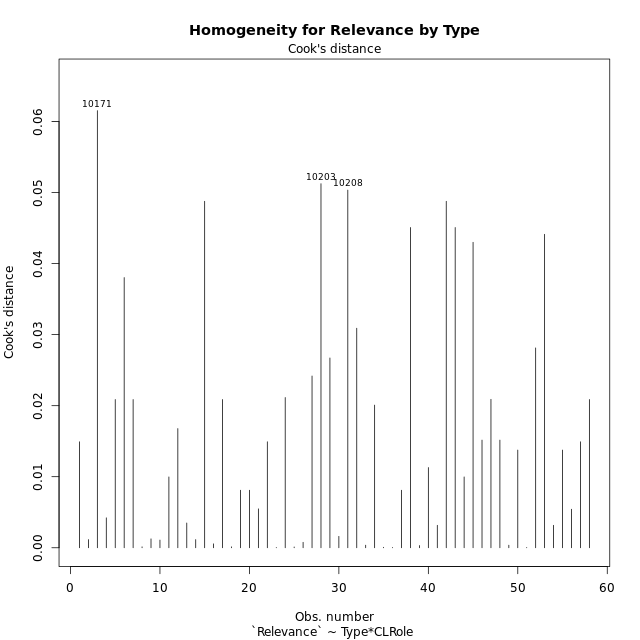 Homogeneity for Relevance by Type
Cook's distance
10171
10203
10208
Cook's distance
0.06
0.05
0.04
0.03
0.02
0.01
0.00
0 10 20 30 40 50 60
Obs. number
`Relevance` ~ Type*CLRole